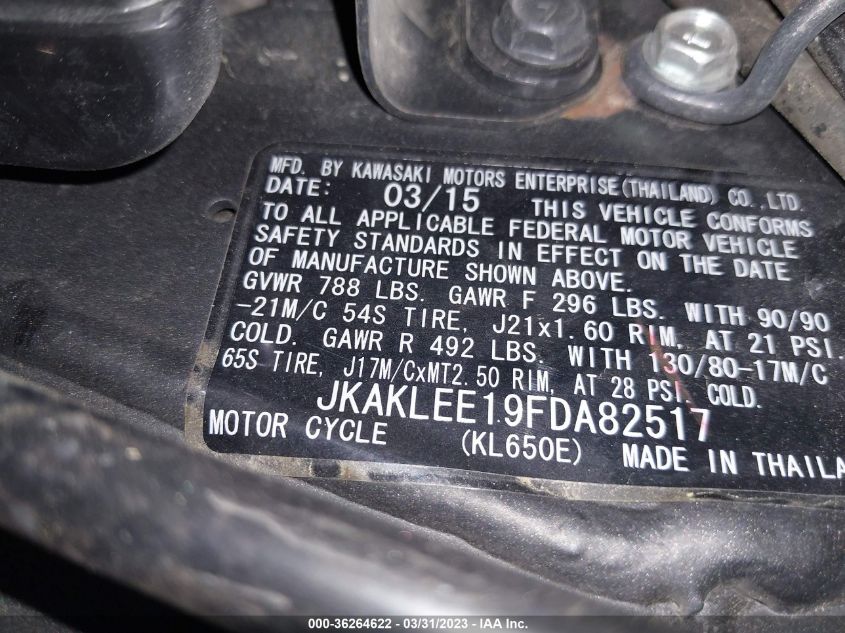 MFD. BY KAWASAKI MOTORS ENTERPRISE(THAILAND) CO.,LTD.
DATE: 03/15 THIS VEHICLE CONFORMS
TO ALL APPLICABLE FEDERAL MOTOR VEHICLE
SAFETY STANDARDS IN EFFECT ON THE DATE
OF MANUFACTURE SHOWN ABOVE.
GVWR 788 LBS. GAWR F 296 LBS. WITH 90/90
-21M/C 54S TIRE, J21x1.60 RIM, AT 21 PSI.
COLD. GAWR R 492 LBS. WITH 130/80-17M/C
65S TIRE, J17M/CxMT2.50 RIM, AT 28 PSI COLD.
JKAKLEE19FDA82517
MOTOR CYCLE (KL650E) MADE IN THAILA
000-36264622 - 03/31/2023 - IAA Inc.